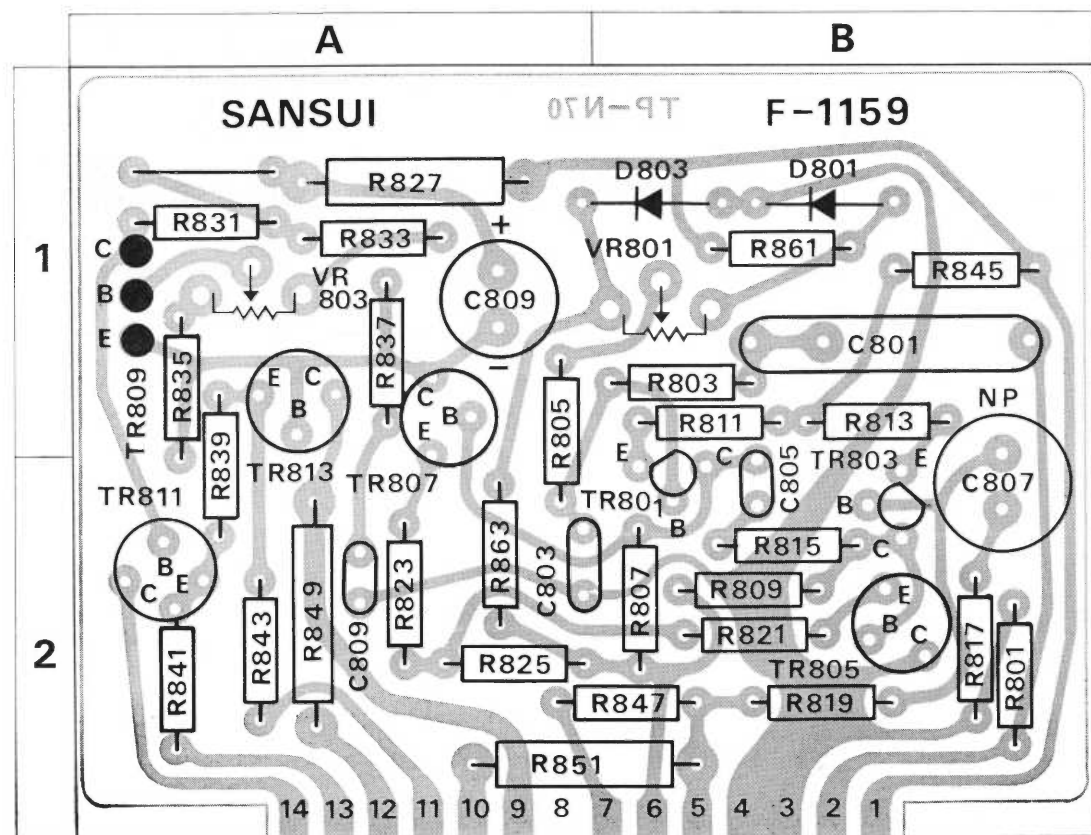 A B
SANSUI TP-N70 F-1159
D803 D801
R827
R831 + VR801 R861
1 C R833
R845
B VR
803 C809
E R837 C801
R835 −
TR809 E C C R803 NP
B B R805 R811 R813
E
R839 E C TR803 E
TR813 TR807 C805 C807
TR811 TR801 B
B
R863 R815 C
B C803 R807
C E R849 R823 R809 E
2 R843 C809 R821 B C R817
R841 R825 TR805 R801
R847 R819
R851
14 13 12 11 10 9 8 7 6 5 4 3 2 1